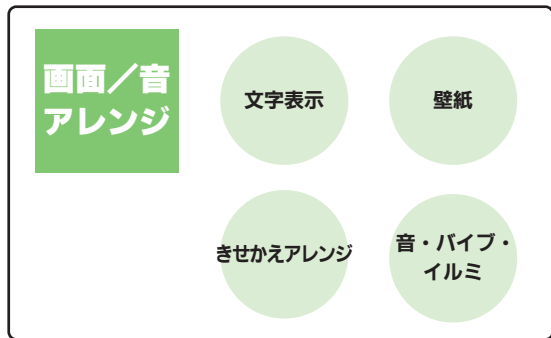 画面／音
アレンジ
文字表示
壁紙
きせかえアレンジ
音・バイブ・
イルミ